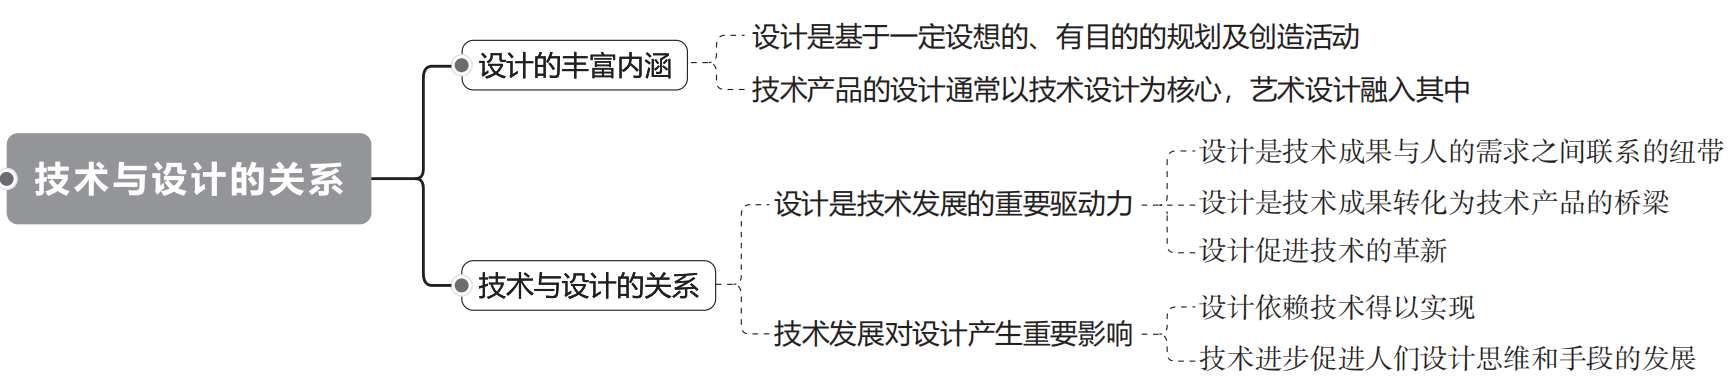 技术与设计的关系
设计的丰富内涵
设计是基于一定设想的、有目的的规划及创造活动
技术产品的设计通常以技术设计为核心，艺术设计融入其中
技术与设计的关系
设计是技术发展的重要驱动力
设计是技术成果与人的需求之间联系的纽带
设计是技术成果转化为技术产品的桥梁
设计促进技术的革新
技术发展对设计产生重要影响
设计依赖技术得以实现
技术进步促进人们设计思维和手段的发展